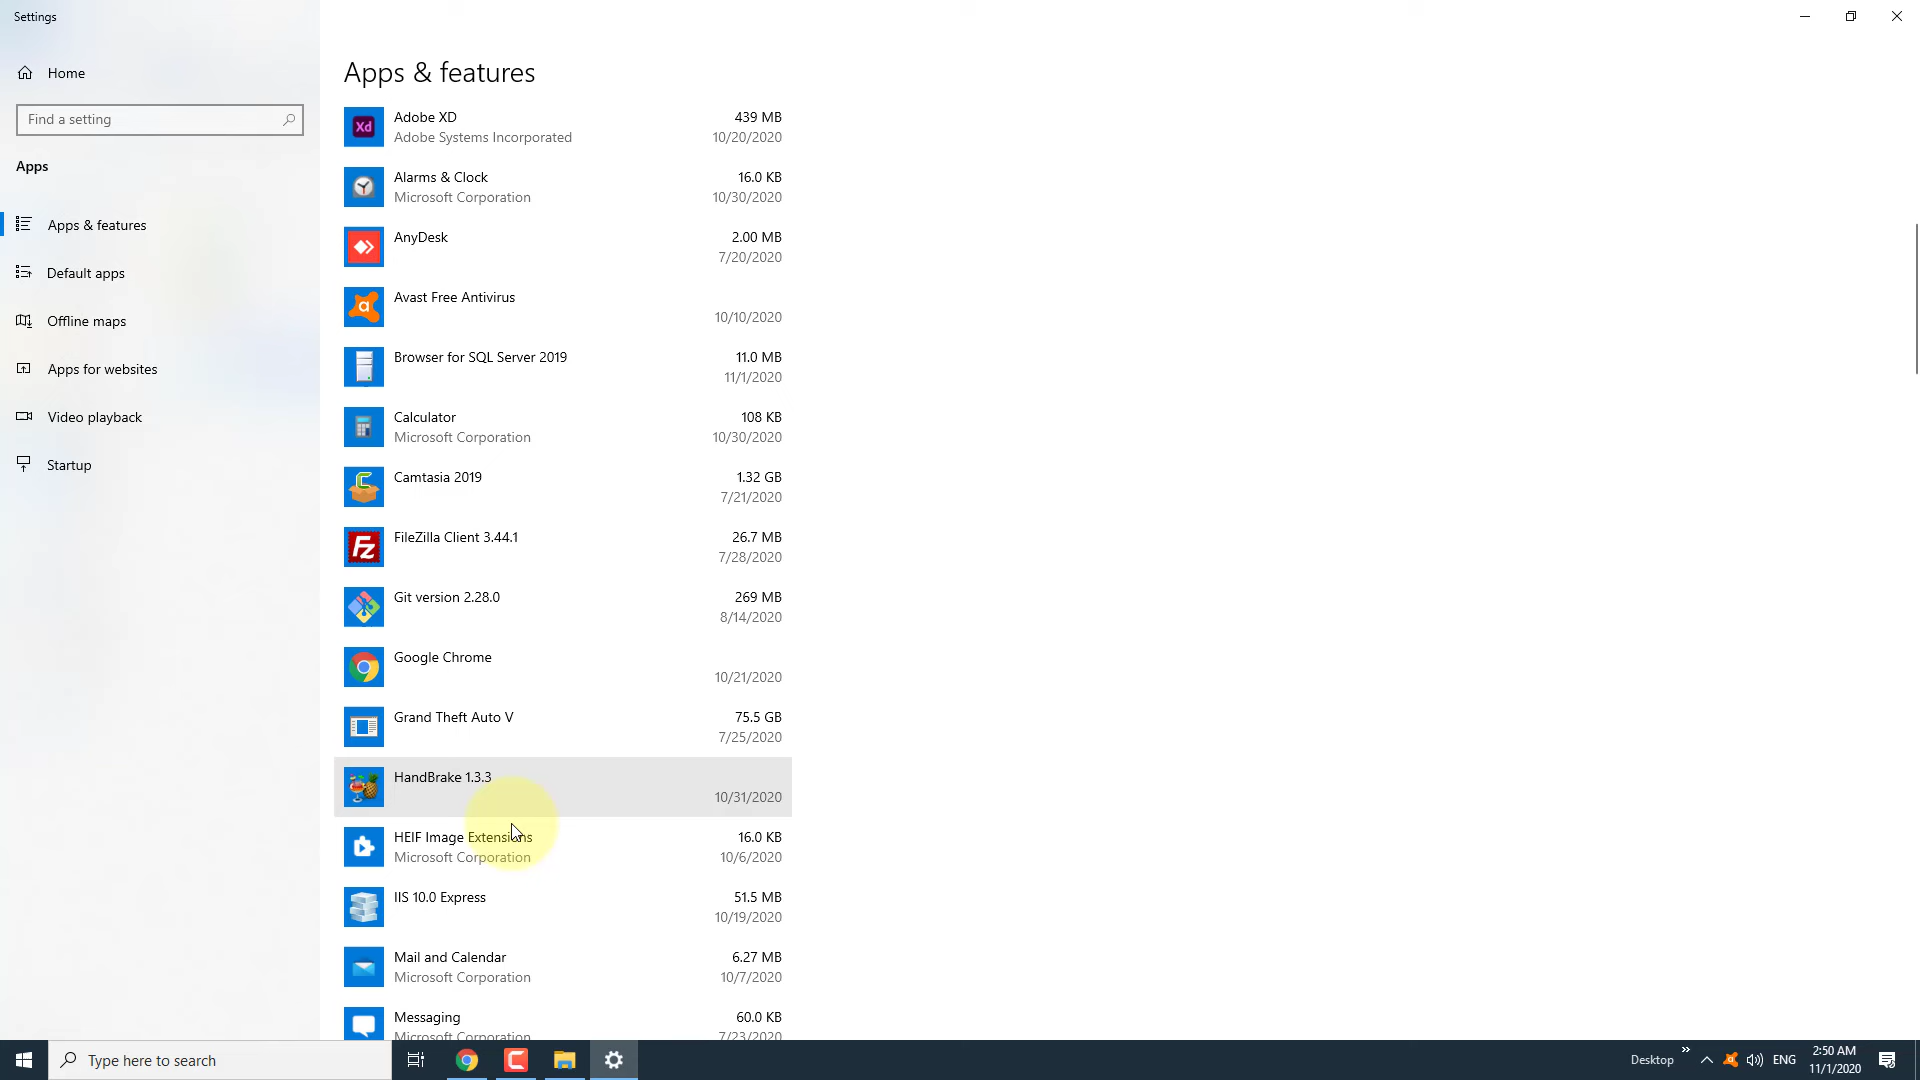 Settings
Home
Find a setting
Apps
Apps & features
Default apps
Offline maps
Apps for websites
Video playback
Startup
Apps & features
Xd
Adobe XD 439 MB
Adobe Systems Incorporated 10/20/2020
Alarms & Clock 16.0 KB
Microsoft Corporation 10/30/2020
AnyDesk 2.00 MB
7/20/2020
Avast Free Antivirus
10/10/2020
Browser for SQL Server 2019 11.0 MB
11/1/2020
Calculator 108 KB
Microsoft Corporation 10/30/2020
Camtasia 2019 1.32 GB
7/21/2020
Fz
FileZilla Client 3.44.1 26.7 MB
7/28/2020
Git version 2.28.0 269 MB
8/14/2020
Google Chrome
10/21/2020
Grand Theft Auto V 75.5 GB
7/25/2020
HandBrake 1.3.3
10/31/2020
HEIF Image Extensions 16.0 KB
Microsoft Corporation 10/6/2020
IIS 10.0 Express 51.5 MB
10/19/2020
Mail and Calendar 6.27 MB
Microsoft Corporation 10/7/2020
Messaging 60.0 KB
Microsoft Corporation 7/23/2020
Type here to search
Desktop
ENG
2:50 AM
11/1/2020